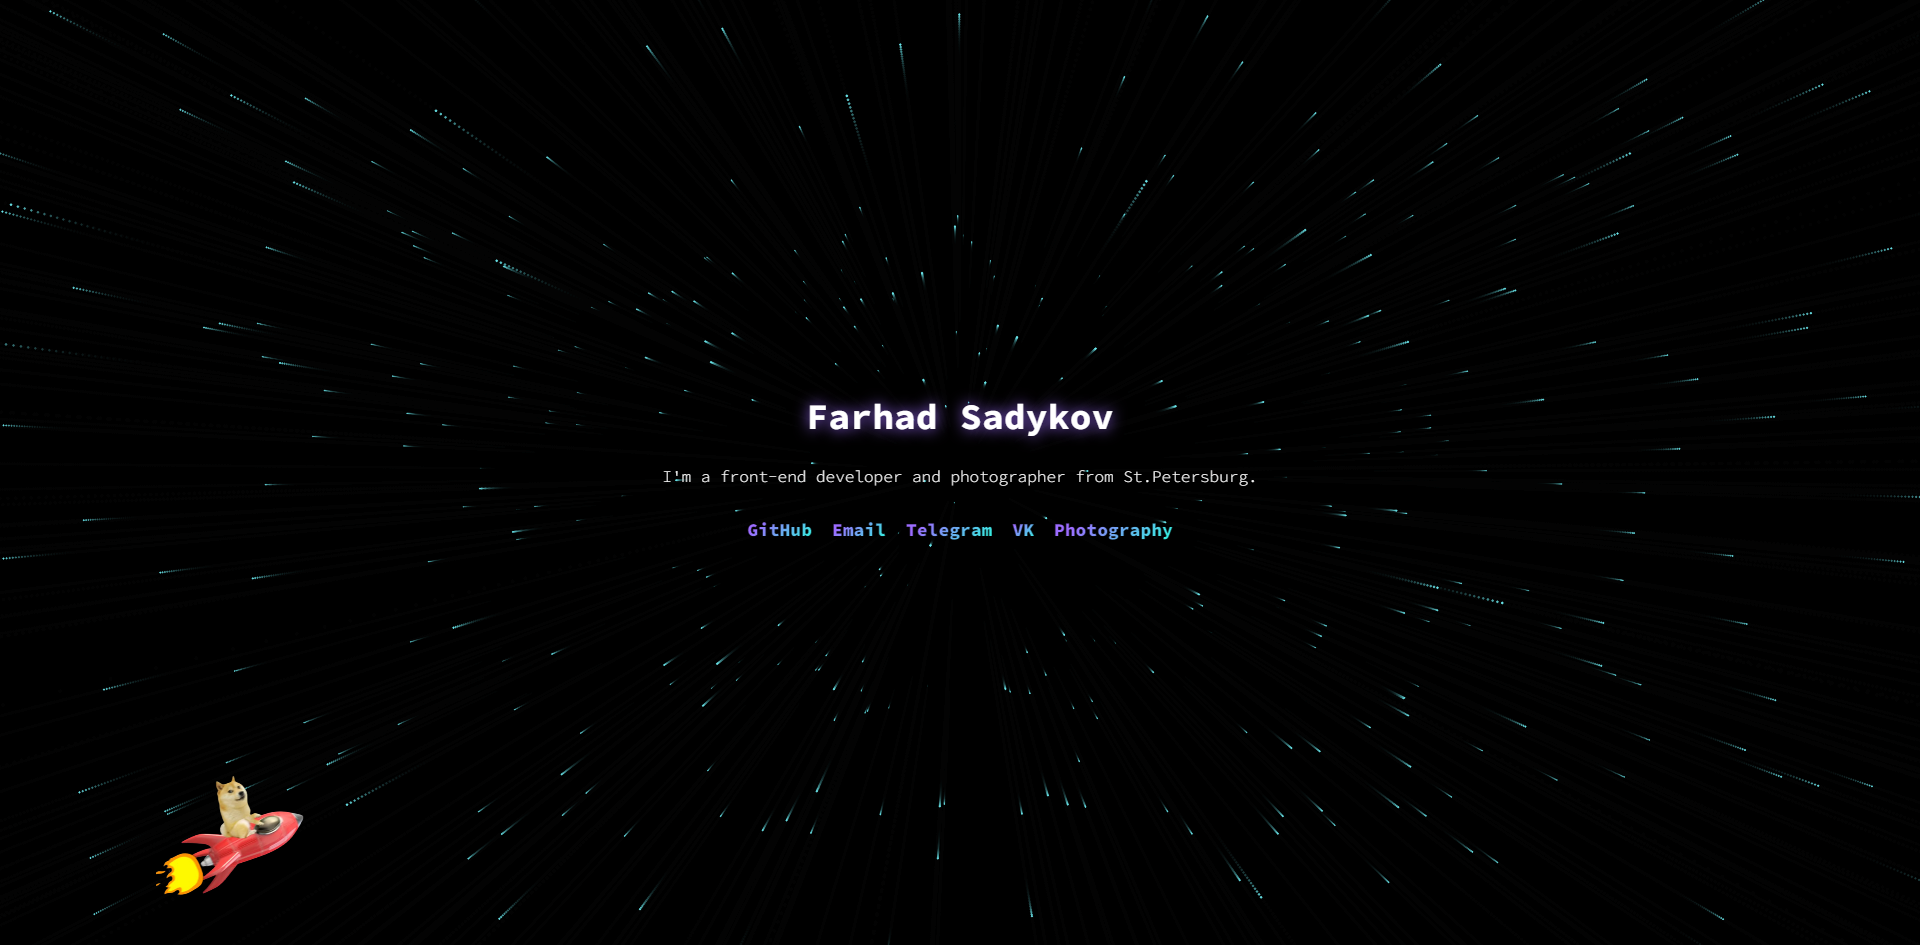 Farhad Sadykov
I'm a front-end developer and photographer from St.Petersburg.
GitHub Email Telegram VK Photography